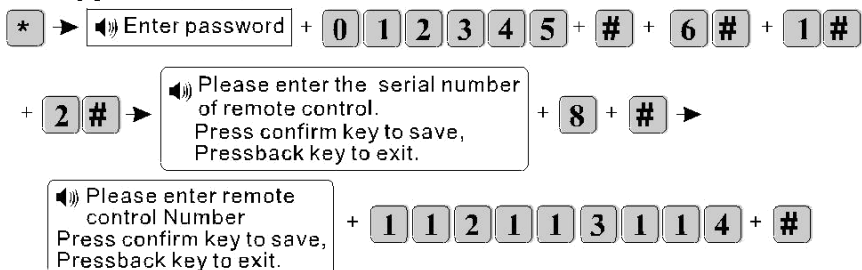 * Enter password + 0 1 2 3 4 5 + # + 6 # + 1 #
+ 2 # Please enter the serial number
of remote control.
Press confirm key to save,
Pressback key to exit.
+ 8 + #
Please enter remote
control Number
Press confirm key to save,
Pressback key to exit.
+ 1 1 2 1 1 3 1 1 4 + #